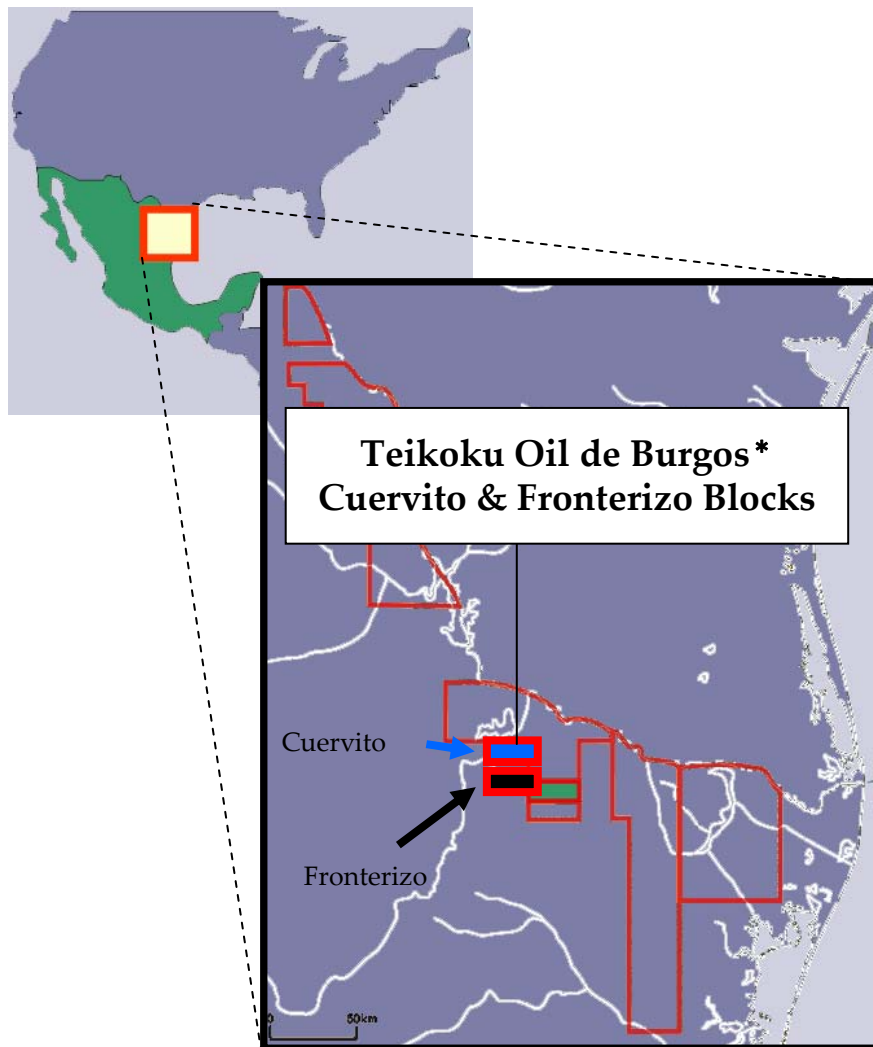 Teikoku Oil de Burgos*
Cuervito & Fronterizo Blocks
Cuervito
Fronterizo
0 50km